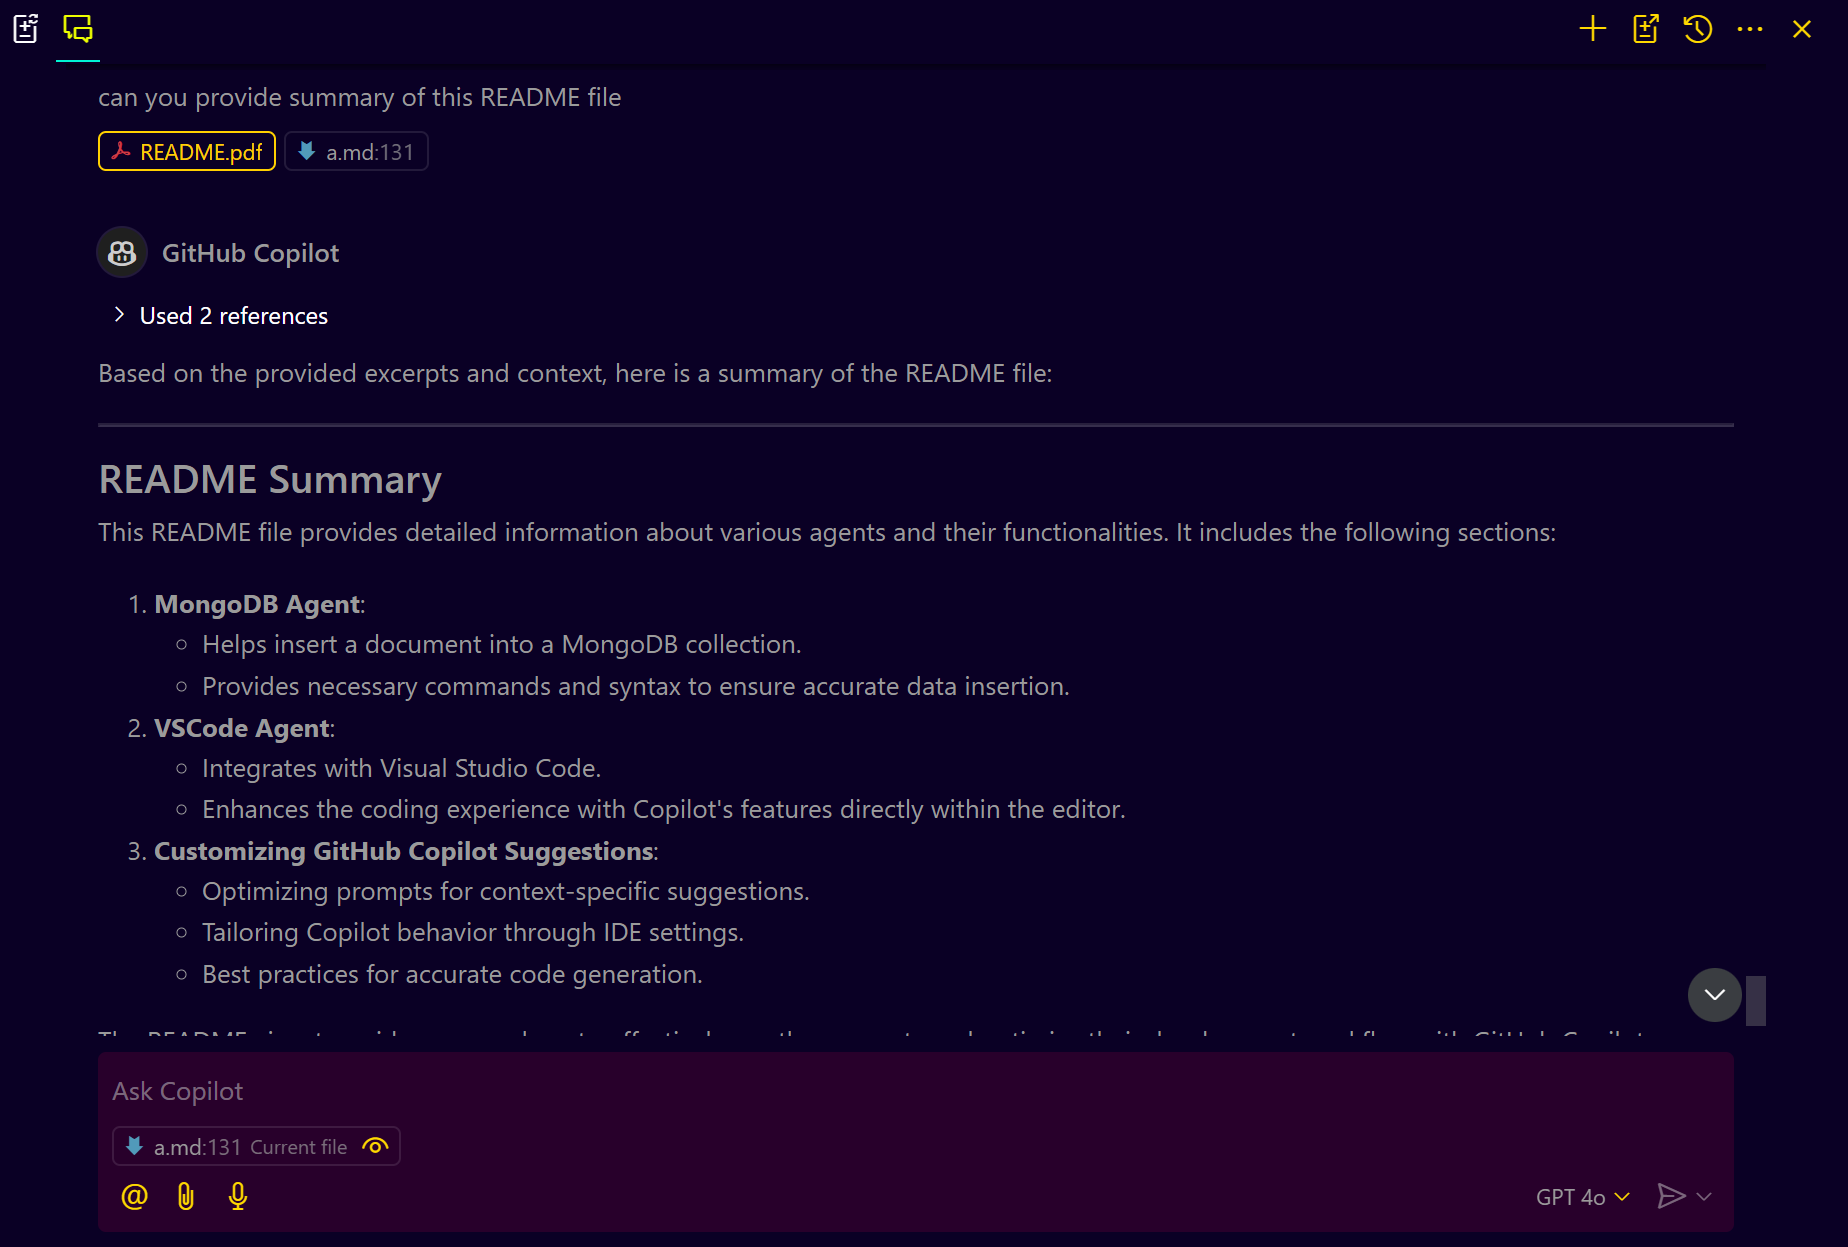 can you provide summary of this README file
README.pdf a.md:131
GitHub Copilot
Used 2 references
Based on the provided excerpts and context, here is a summary of the README file:
README Summary
This README file provides detailed information about various agents and their functionalities. It includes the following sections:
1. MongoDB Agent:
Helps insert a document into a MongoDB collection.
Provides necessary commands and syntax to ensure accurate data insertion.
2. VSCode Agent:
Integrates with Visual Studio Code.
Enhances the coding experience with Copilot's features directly within the editor.
3. Customizing GitHub Copilot Suggestions:
Optimizing prompts for context-specific suggestions.
Tailoring Copilot behavior through IDE settings.
Best practices for accurate code generation.
Ask Copilot
a.md:131 Current file
@
GPT 4o